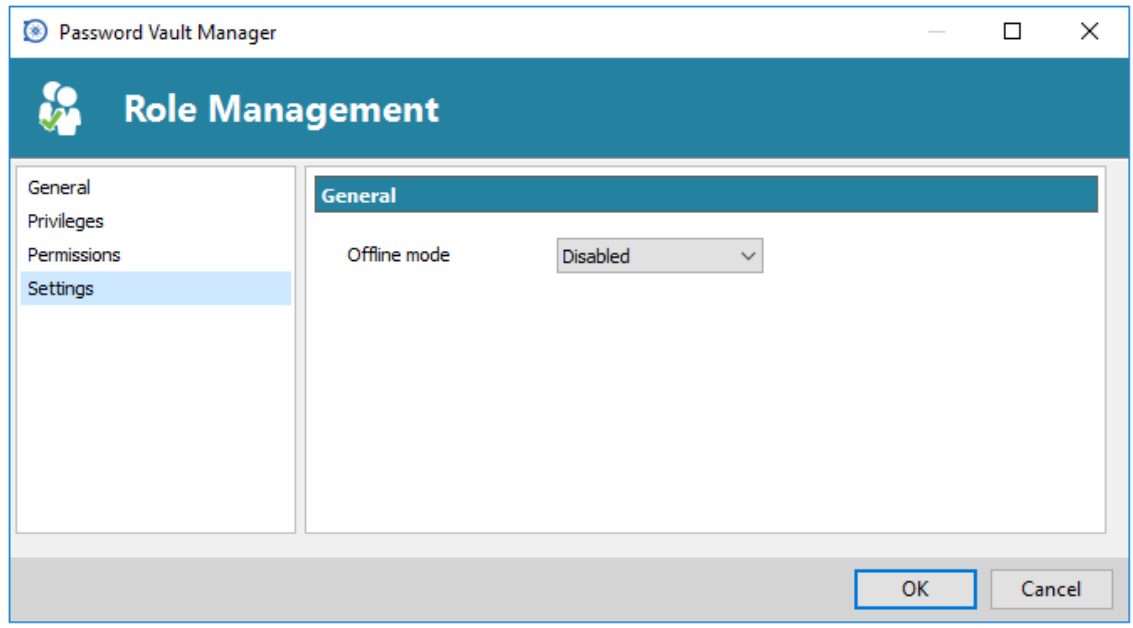 Password Vault Manager
Role Management
General
Privileges
Permissions
Settings
General
Offline mode
Disabled
OK
Cancel